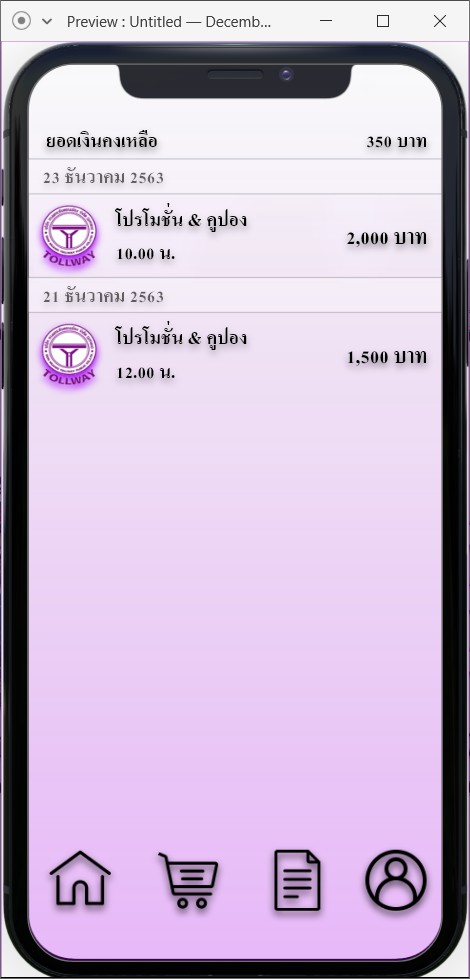 Preview : Untitled — Decemb...
ยอดเงินคงเหลือ 350 บาท
23 ธันวาคม 2563
โปรโมชั่น & คูปอง
2,000 บาท
10.00 น.
TOLLWAY
21 ธันวาคม 2563
โปรโมชั่น & คูปอง
1,500 บาท
12.00 น.
TOLLWAY